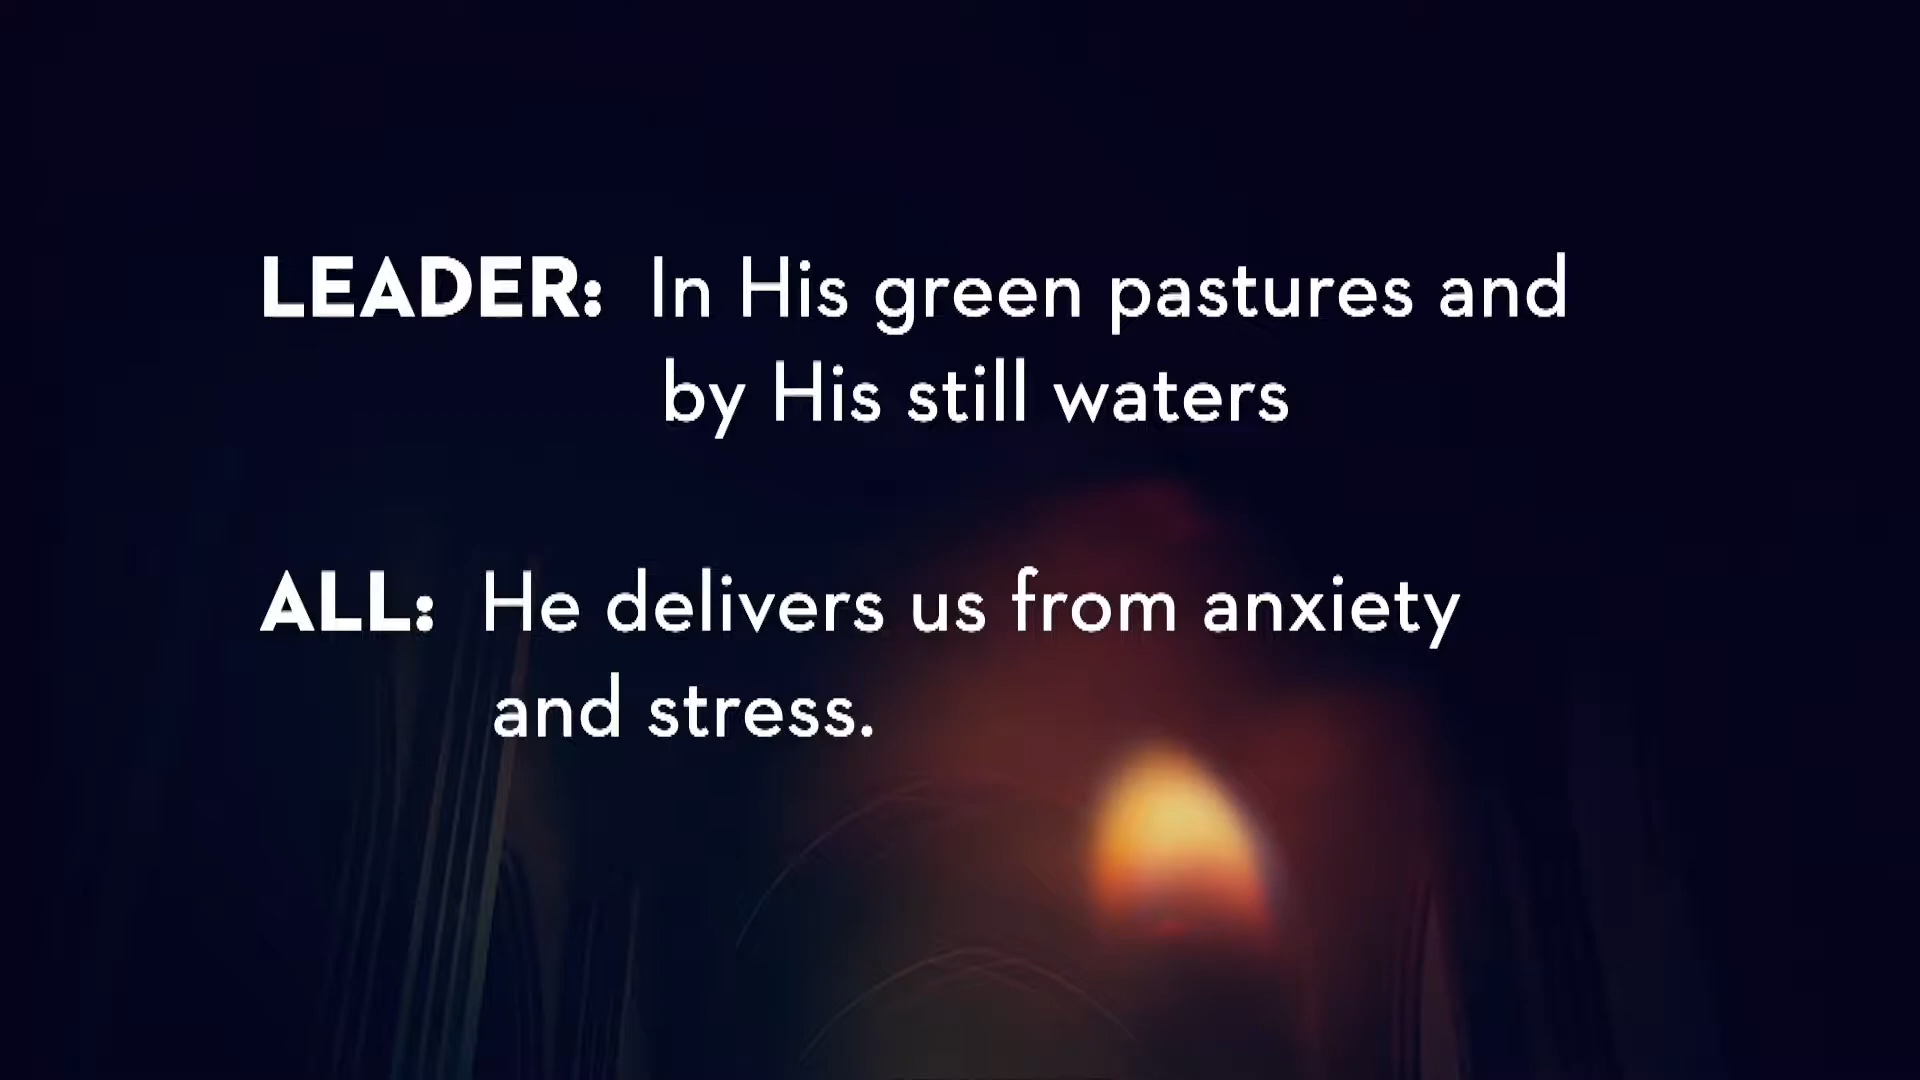 LEADER: In His green pastures and
by His still waters
ALL: He delivers us from anxiety
and stress.